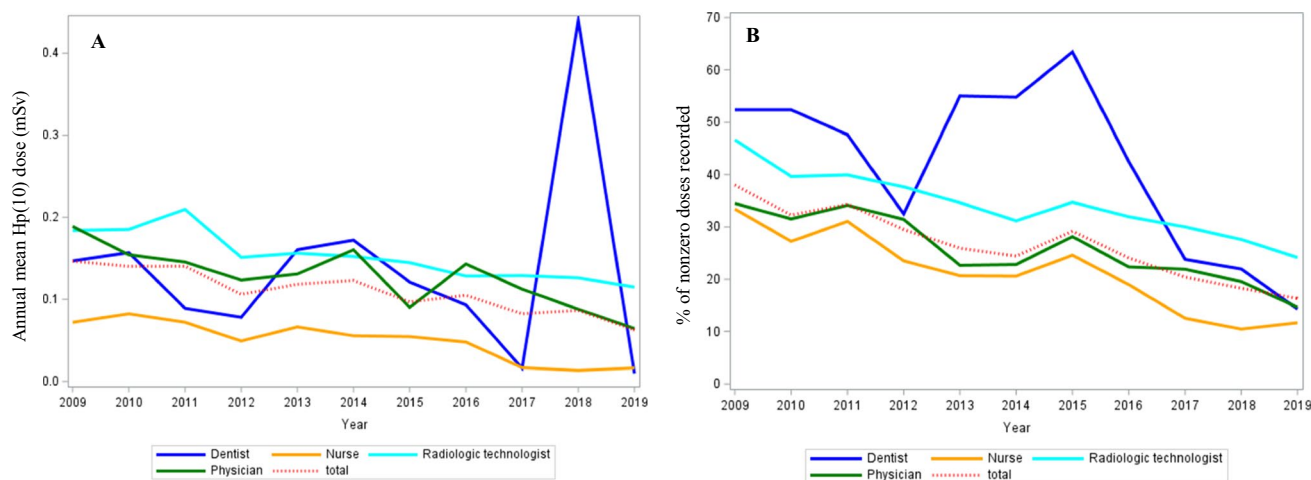 A
Annual mean Hp(10) dose (mSv)
0.4
0.3
0.2
0.1
0.0
2009 2010 2011 2012 2013 2014 2015 2016 2017 2018 2019
Year
Dentist Nurse Radiologic technologist
Physician total
B
% of nonzero doses recorded
70
60
50
40
30
20
10
0
2009 2010 2011 2012 2013 2014 2015 2016 2017 2018 2019
Year
Dentist Nurse Radiologic technologist
Physician total